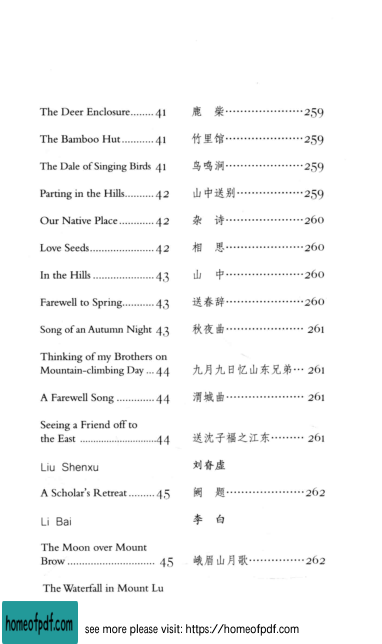 The Deer Enclosure........ 41 鹿 柴·····················259
The Bamboo Hut........... 41 竹里馆·····················259
The Dale of Singing Birds 41 鸟鸣涧·····················259
Parting in the Hills.......... 42 山中送别··················259
Our Native Place............ 42 杂 诗·····················260
Love Seeds...................... 42 相 思·····················260
In the Hills ..................... 43 山 中·····················260
Farewell to Spring........... 43 送春辞·····················260
Song of an Autumn Night 43 秋夜曲····················· 261
Thinking of my Brothers on
Mountain-climbing Day ... 44 九月九日忆山东兄弟··· 261
A Farewell Song ............. 44 渭城曲····················· 261
Seeing a Friend off to
the East ............................44 送沈子福之江东········· 261
Liu Shenxu 刘眘虚
A Scholar's Retreat......... 45 阙 题·····················262
Li Bai 李 白
The Moon over Mount
Brow .............................. 45 峨眉山月歌···············262
The Waterfall in Mount Lu
homeofpdf.com see more please visit: https://homeofpdf.com